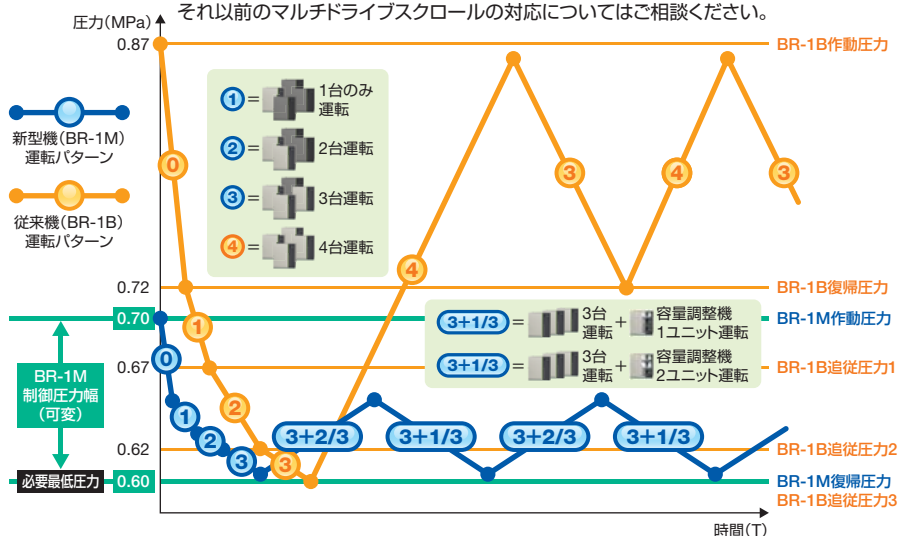 それ以前のマルチドライブスクロールの対応についてはご相談ください。
圧力(MPa)
0.87
BR-1B作動圧力
新型機(BR-1M)
運転パターン
従来機(BR-1B)
運転パターン
1 = 1台のみ
運転
2 = 2台運転
3 = 3台運転
4 = 4台運転
0
3
4
3
4
0.72
BR-1B復帰圧力
0.70
BR-1M作動圧力
3+1/3 = 3台
運転 + 容量調整機
1ユニット運転
3+1/3 = 3台
運転 + 容量調整機
2ユニット運転
1
0
0.67
BR-1B追従圧力1
BR-1M
制御圧力幅
(可変)
2
1
2
3
3
3+2/3
3+1/3
3+2/3
3+1/3
0.62
BR-1B追従圧力2
必要最低圧力
0.60
BR-1M復帰圧力
BR-1B追従圧力3
時間(T)